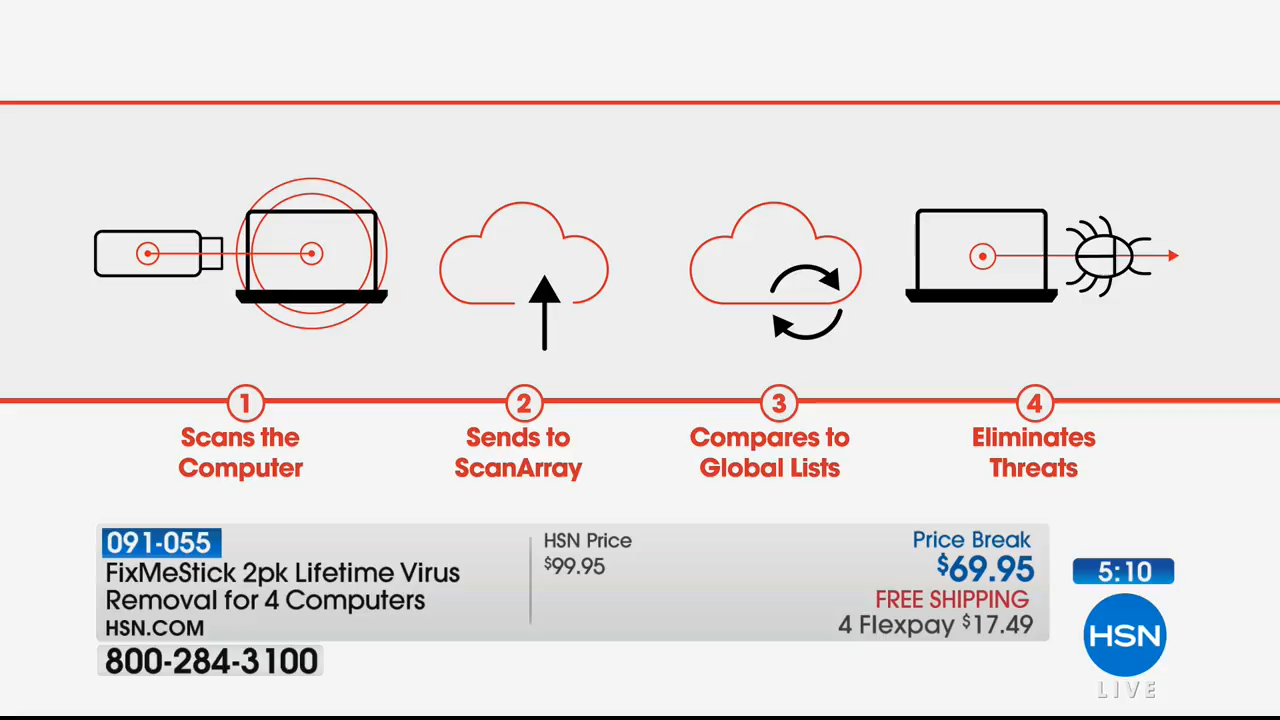 1
Scans the
Computer
2
Sends to
ScanArray
3
Compares to
Global Lists
4
Eliminates
Threats
091-055
FixMeStick 2pk Lifetime Virus
Removal for 4 Computers
HSN.COM
800-284-3100
HSN Price
$99.95
Price Break
$69.95
FREE SHIPPING
4 Flexpay $17.49
5:10
HSN
LIVE